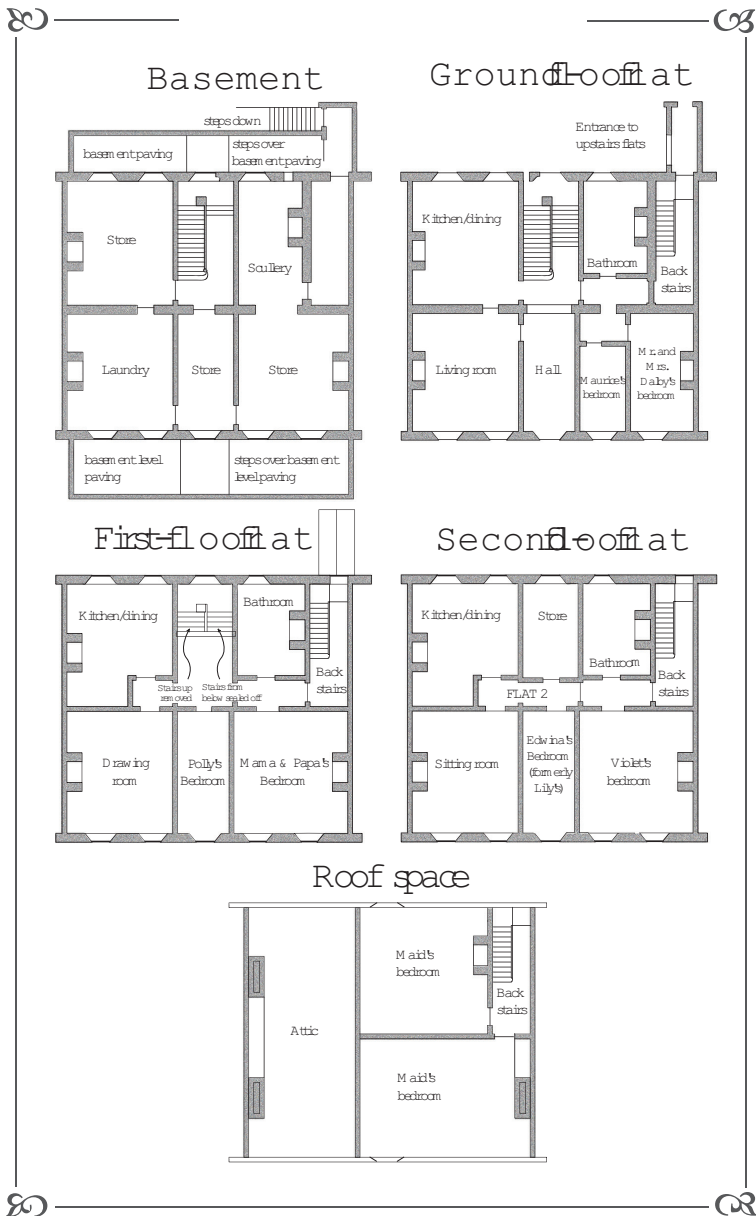 Basement
steps down
basement paving
steps over
basement paving
Store
Scullery
Laundry
Store
Store
basement level
paving
steps over basement
level paving
Ground-floor flat
Entrance to
upstairs flats
Kitchen/dining
Bathroom
Back
stairs
Living room
Hall
Maurice's
bedroom
Mr. and
Mrs.
Dalby's
bedroom
First-floor flat
Kitchen/dining
Bathroom
Stairs up
removed
Stairs from
below sealed off
Back
stairs
Drawing
room
Polly's
Bedroom
Mama & Papa's
Bedroom
Second-floor flat
Kitchen/dining
Store
Bathroom
Back
stairs
FLAT 2
Sitting room
Edwina's
Bedroom
(formerly
Lily's)
Violet's
bedroom
Roof space
Maid's
bedroom
Back
stairs
Attic
Maid's
bedroom